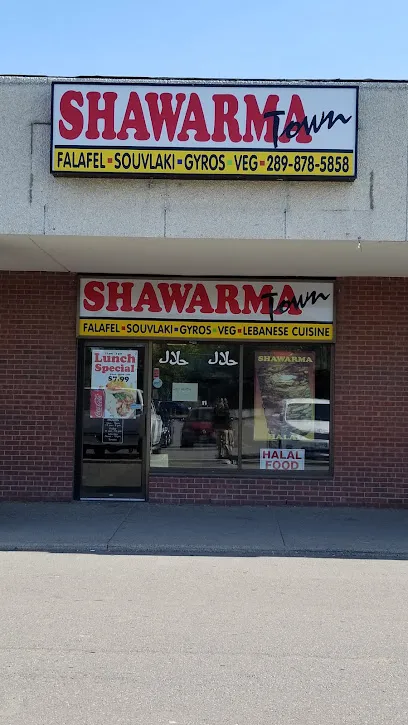 SHAWARMA Town
FALAFEL▪SOUVLAKI▪GYROS▪VEG▪289-878-5858
SHAWARMA Town
FALAFEL▪SOUVLAKI▪GYROS▪VEG▪LEBANESE CUISINE
Lunch
Special
$7.99
حلال
حلال
SHAWARMA
HALAL
HALAL
FOOD